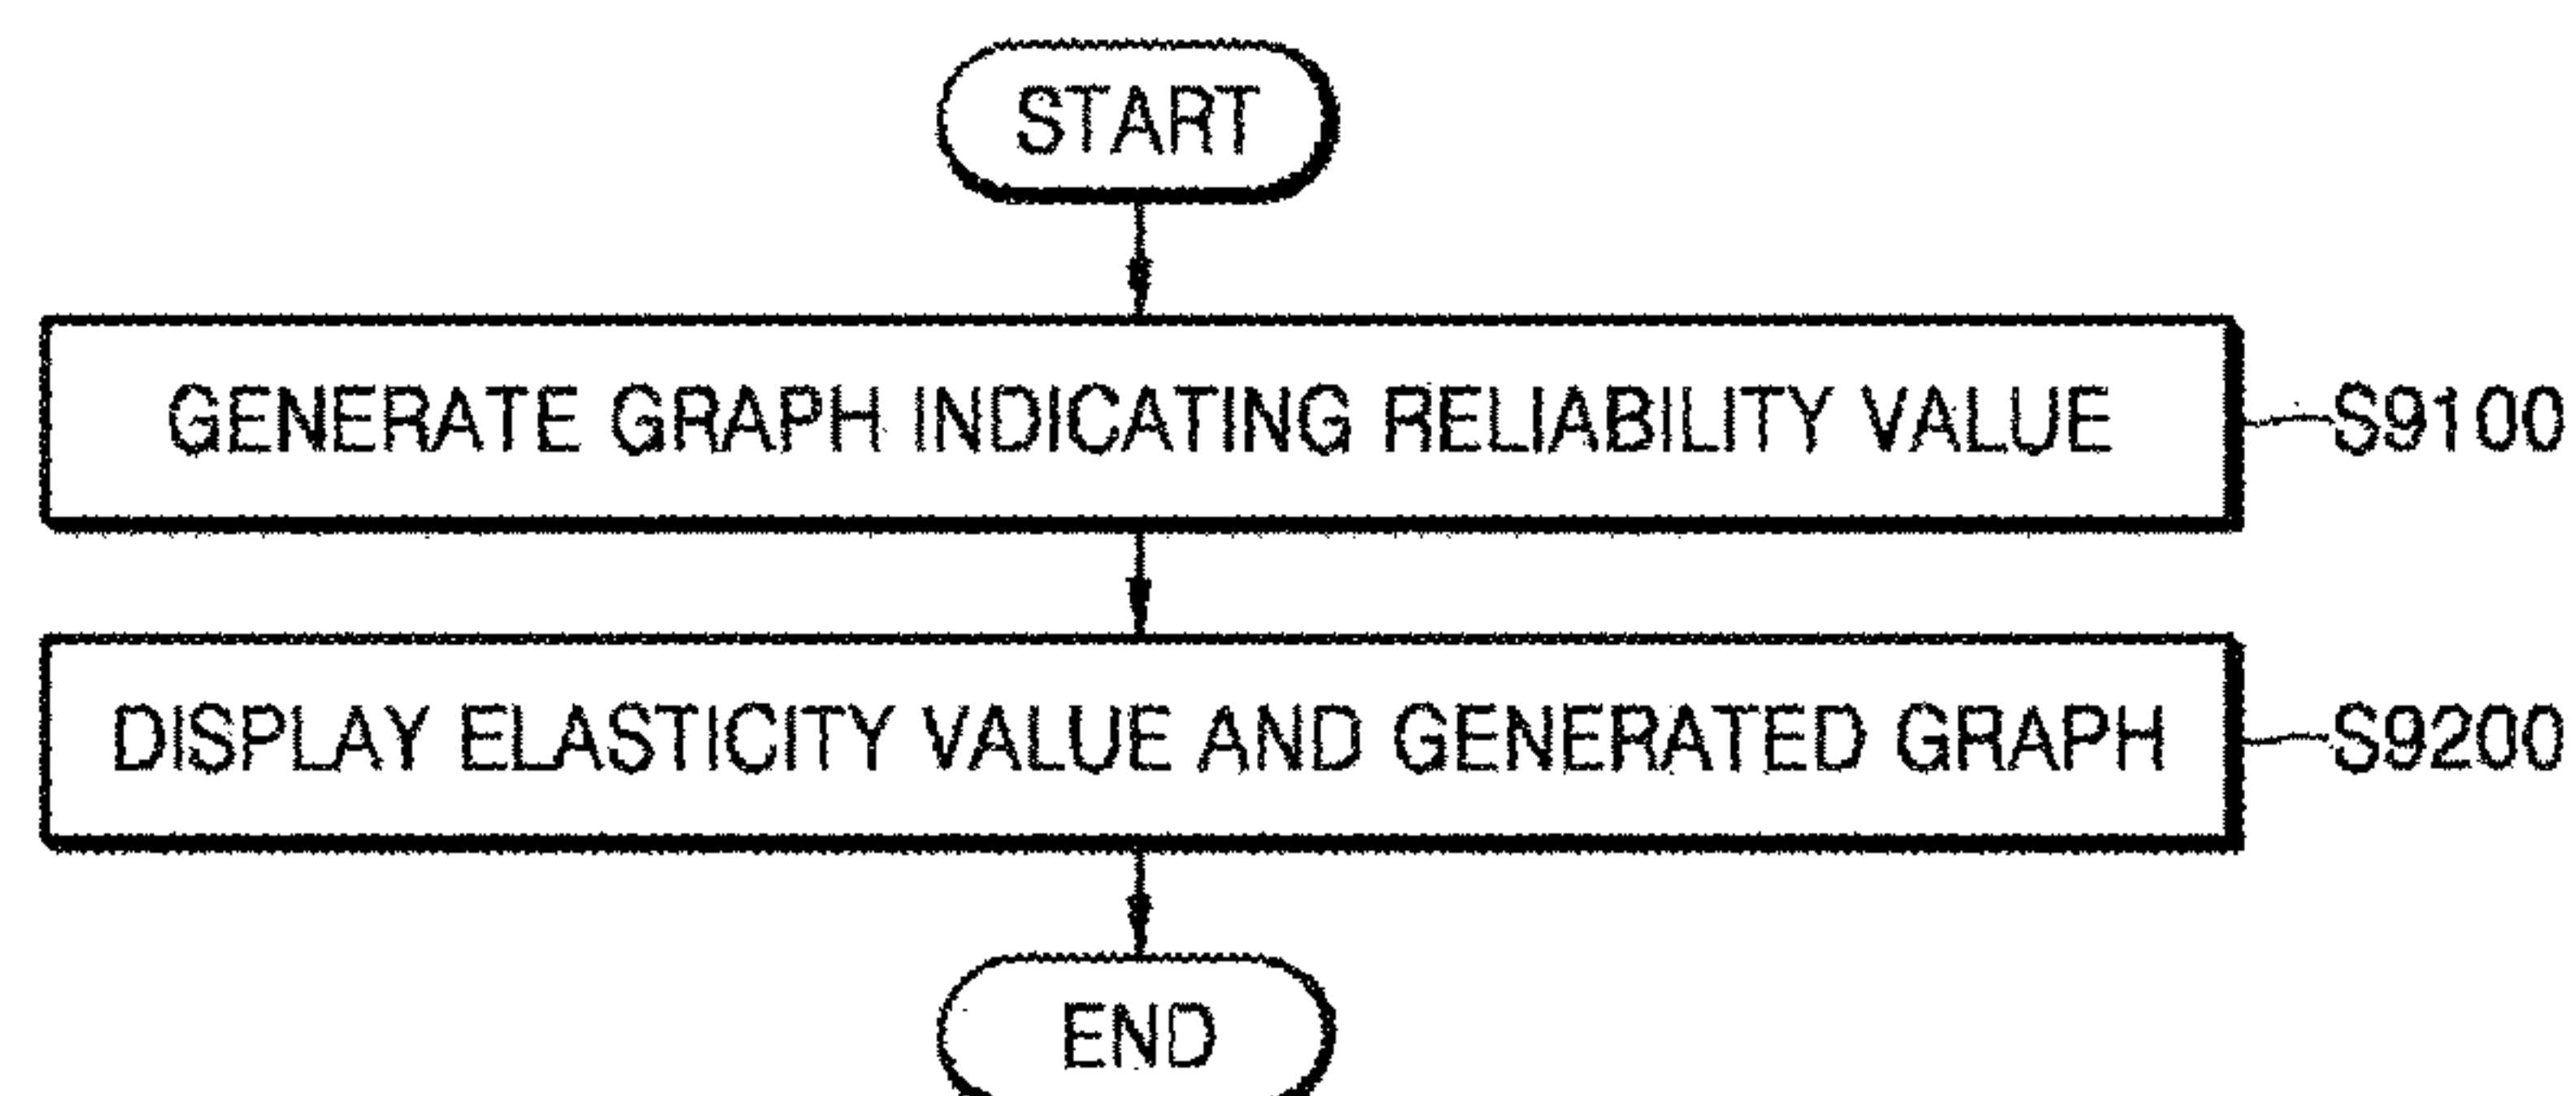 START
GENERATE GRAPH INDICATING RELIABILITY VALUE
S9100
DISPLAY ELASTICITY VALUE AND GENERATED GRAPH
S9200
END